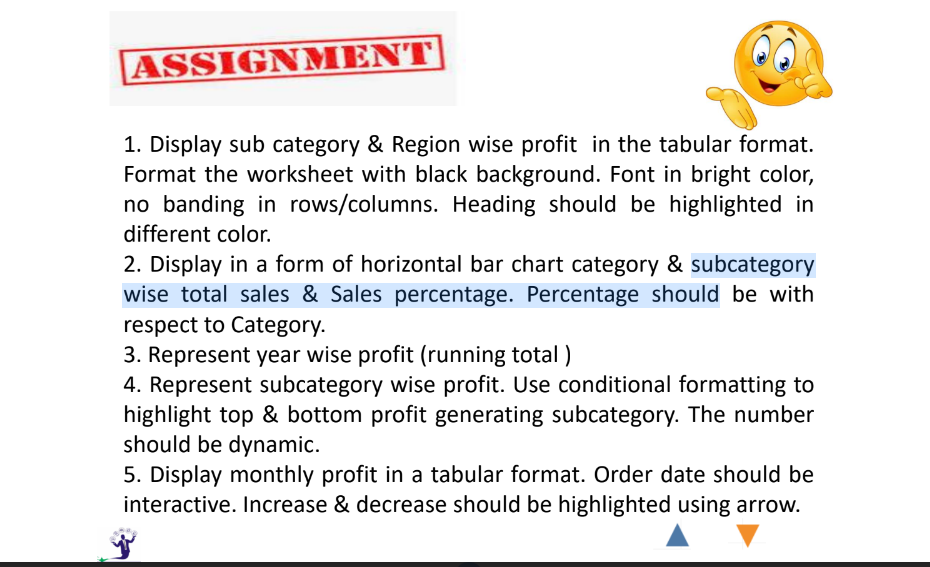 ASSIGNMENT
1. Display sub category & Region wise profit in the tabular format.
Format the worksheet with black background. Font in bright color,
no banding in rows/columns. Heading should be highlighted in
different color.
2. Display in a form of horizontal bar chart category & subcategory
wise total sales & Sales percentage. Percentage should be with
respect to Category.
3. Represent year wise profit (running total )
4. Represent subcategory wise profit. Use conditional formatting to
highlight top & bottom profit generating subcategory. The number
should be dynamic.
5. Display monthly profit in a tabular format. Order date should be
interactive. Increase & decrease should be highlighted using arrow.